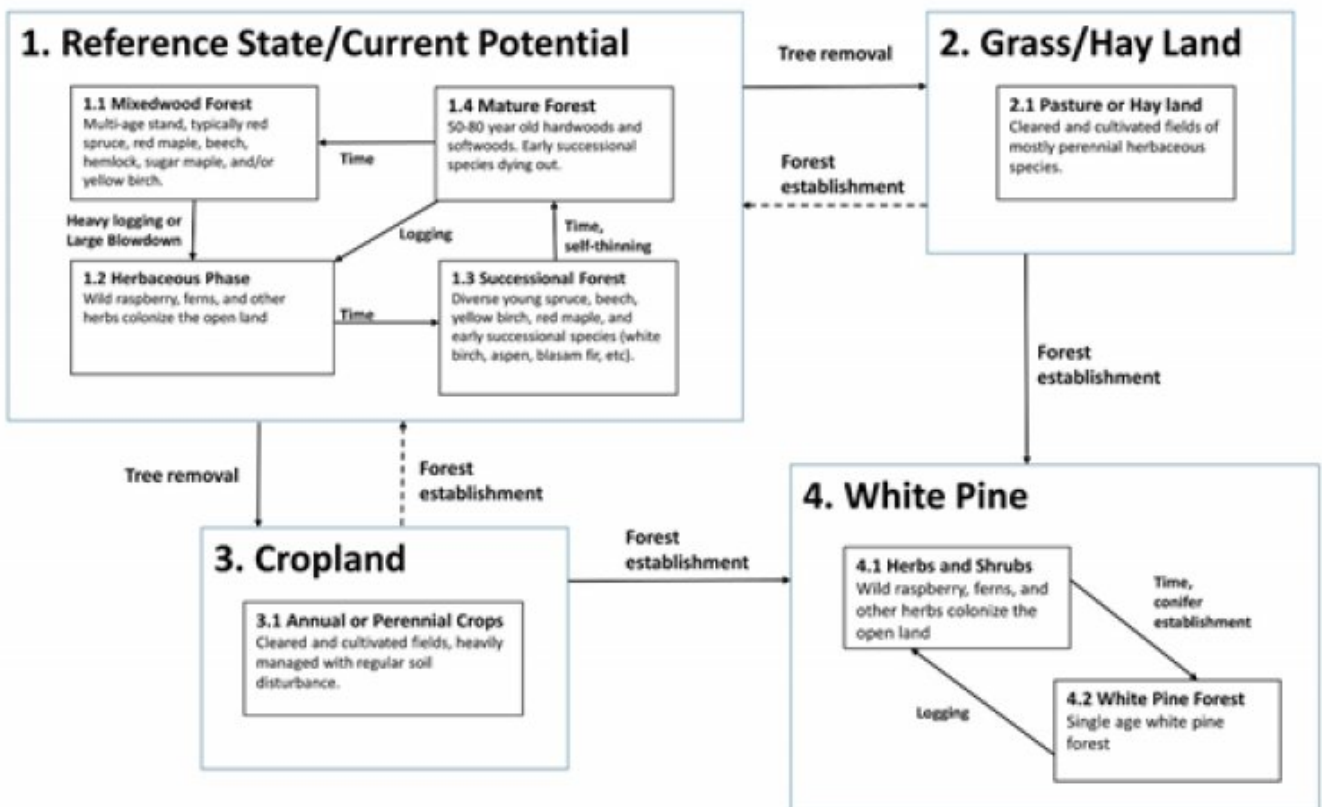 1. Reference State/Current Potential
1.1 Mixedwood Forest
Multi-age stand, typically red
spruce, red maple, beech,
hemlock, sugar maple, and/or
yellow birch.
Time
1.4 Mature Forest
50-80 year old hardwoods and
softwoods. Early successional
species dying out.
Heavy logging or
Large Blowdown
Logging
Time,
self-thinning
1.2 Herbaceous Phase
Wild raspberry, ferns, and other
herbs colonize the open land
Time
1.3 Successional Forest
Diverse young spruce, beech,
yellow birch, red maple, and
early successional species (white
birch, aspen, blasam fir, etc).
Tree removal
Forest
establishment
2. Grass/Hay Land
2.1 Pasture or Hay land
Cleared and cultivated fields of
mostly perennial herbaceous
species.
Forest
establishment
Tree removal
Forest
establishment
3. Cropland
3.1 Annual or Perennial Crops
Cleared and cultivated fields, heavily
managed with regular soil
disturbance.
Forest
establishment
4. White Pine
4.1 Herbs and Shrubs
Wild raspberry, ferns, and
other herbs colonize the
open land
Time,
conifer
establishment
Logging
4.2 White Pine Forest
Single age white pine
forest